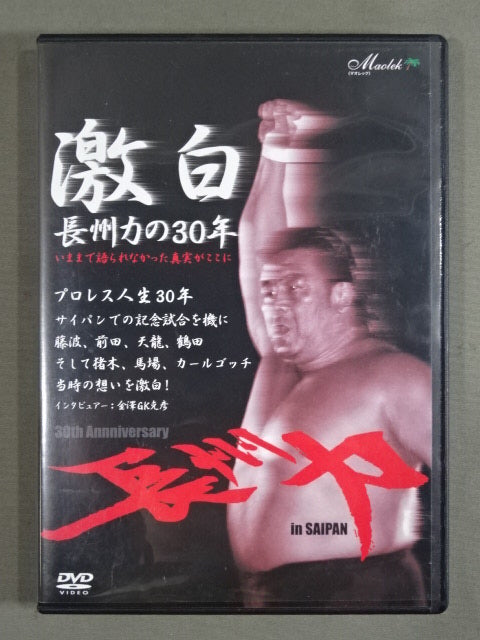 Maolek
(マオレック)
激白
長州力の30年
いままで語られなかった真実がここに
プロレス人生30年
サイパンでの記念試合を機に
藤波、前田、天龍、鶴田
そして猪木、馬場、カールゴッチ
当時の想いを激白!
インタビュアー:金澤GK克彦
30th Annniversary
長州力
in SAIPAN
DVD
VIDEO